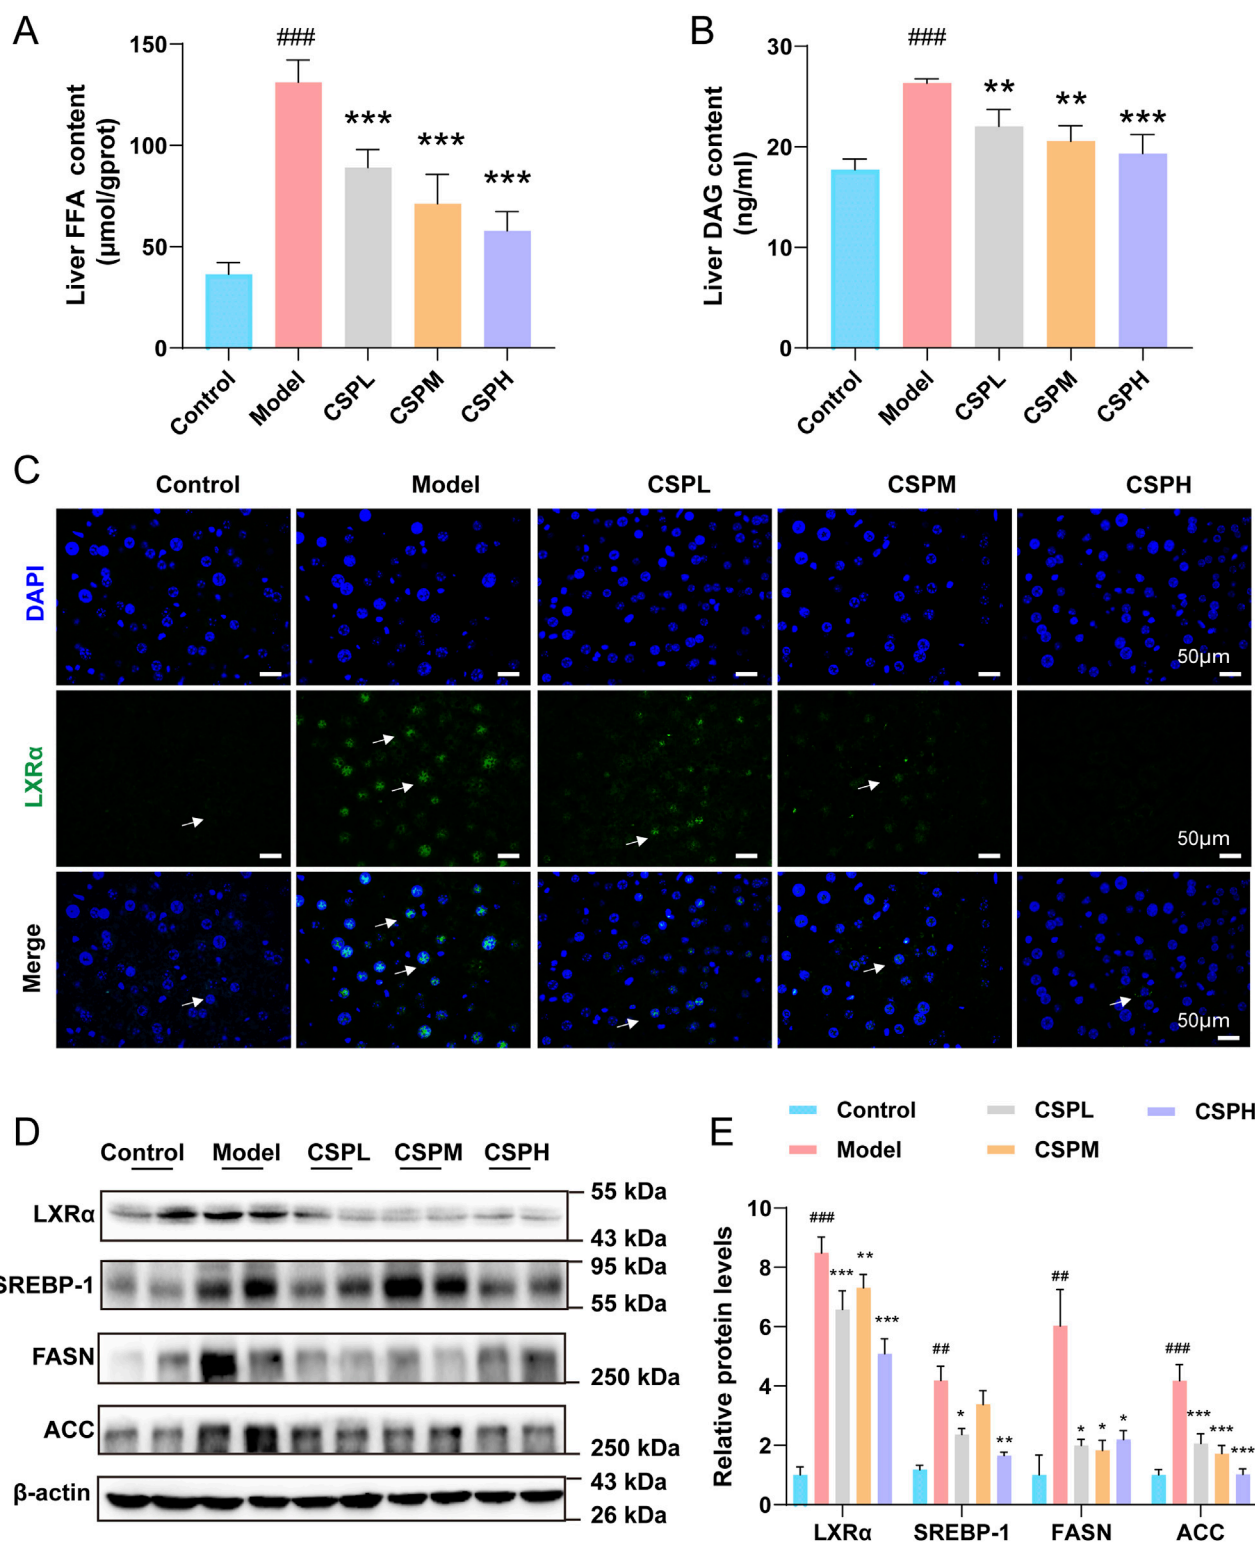 A
Liver FFA content
(μmol/gprot)
150
100
50
0
###
***
***
***
Control
Model
CSPL
CSPM
CSPH
B
Liver DAG content
(ng/ml)
30
20
10
0
###
**
**
***
Control
Model
CSPL
CSPM
CSPH
C
Control Model CSPL CSPM CSPH
DAPI
50μm
LXRα
50μm
Merge
50μm
D
Control Model CSPL CSPM CSPH
LXRα
55 kDa
43 kDa
SREBP-1
95 kDa
55 kDa
FASN
250 kDa
ACC
250 kDa
β-actin
43 kDa
26 kDa
E
Control CSPL CSPH
Model CSPM
Relative protein levels
10
8
6
4
2
0
###
***
**
***
##
*
**
##
*
*
*
###
***
***
***
LXRα SREBP-1 FASN ACC